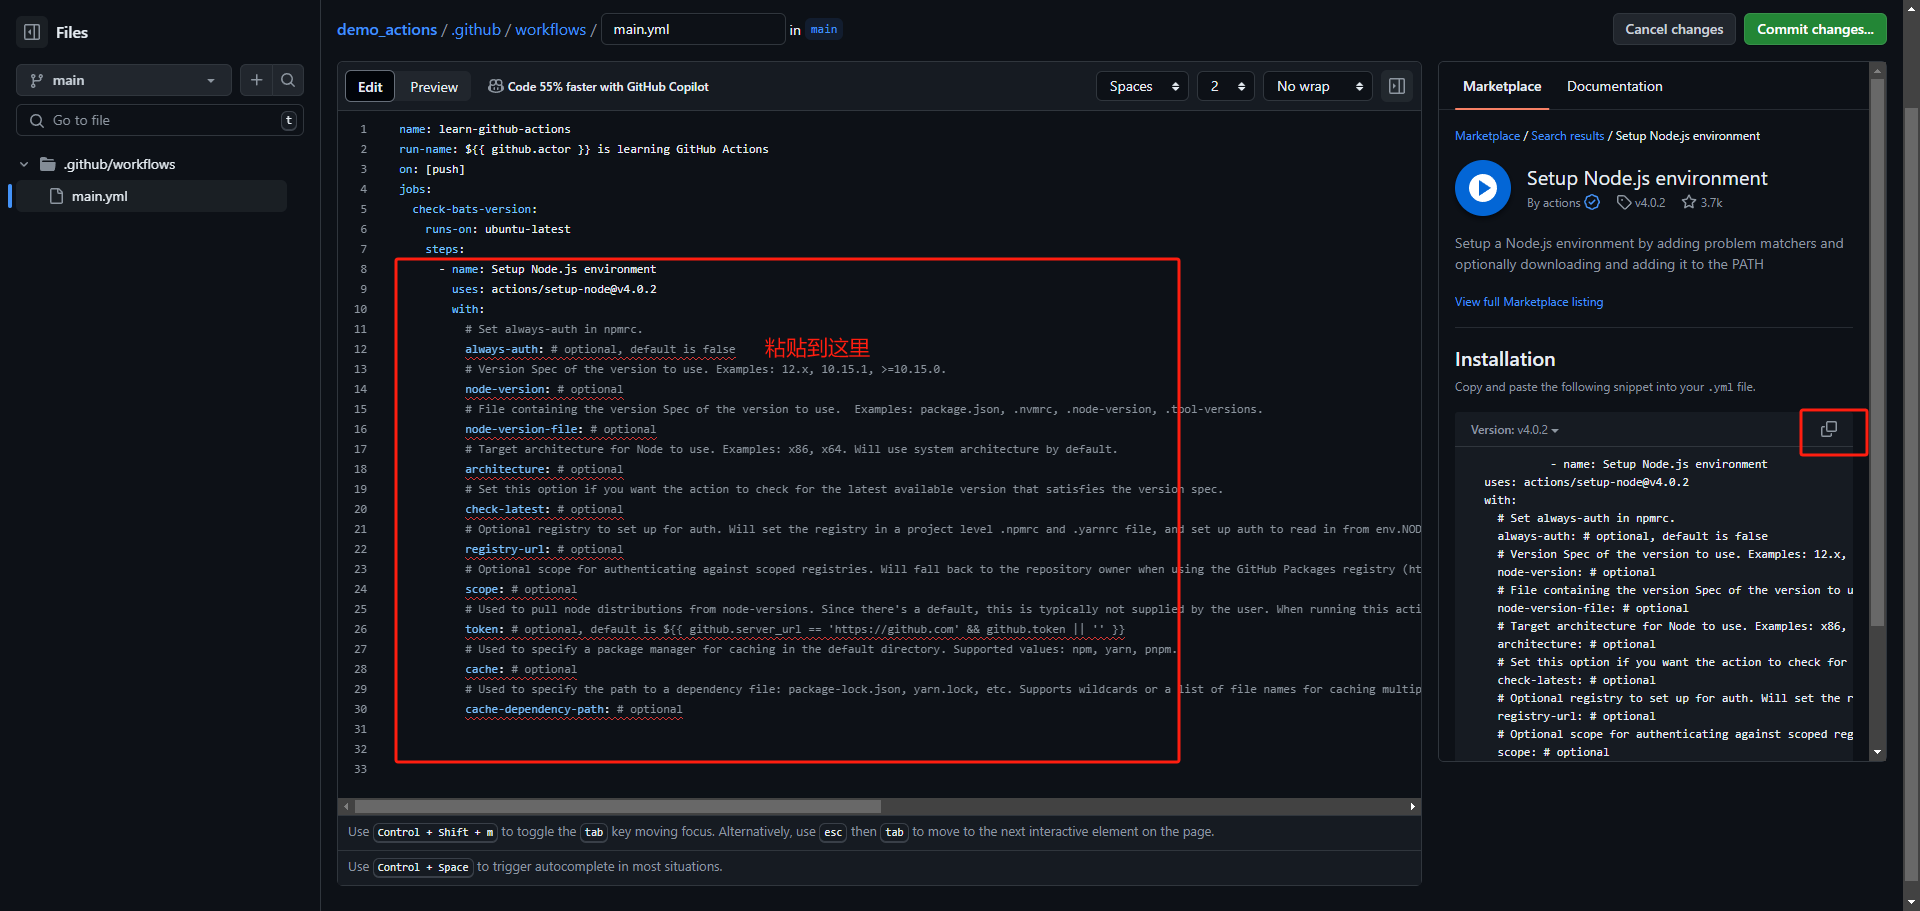 Files
main
Go to file
t
.github/workflows
main.yml
demo_actions / .github / workflows / main.yml in main
Cancel changes
Commit changes...
Edit
Preview
Code 55% faster with GitHub Copilot
Spaces
2
No wrap
1 name: learn-github-actions
2 run-name: ${{ github.actor }} is learning GitHub Actions
3 on: [push]
4 jobs:
5 check-bats-version:
6 runs-on: ubuntu-latest
7 steps:
8 - name: Setup Node.js environment
9 uses: actions/setup-node@v4.0.2
10 with:
11 # Set always-auth in npmrc.
12 always-auth: # optional, default is false
粘贴到这里
13 # Version Spec of the version to use. Examples: 12.x, 10.15.1, >=10.15.0.
14 node-version: # optional
15 # File containing the version Spec of the version to use.  Examples: package.json, .nvmrc, .node-version, .tool-versions.
16 node-version-file: # optional
17 # Target architecture for Node to use. Examples: x86, x64. Will use system architecture by default.
18 architecture: # optional
19 # Set this option if you want the action to check for the latest available version that satisfies the version spec.
20 check-latest: # optional
21 # Optional registry to set up for auth. Will set the registry in a project level .npmrc and .yarnrc file, and set up auth to read in from env.NOD
22 registry-url: # optional
23 # Optional scope for authenticating against scoped registries. Will fall back to the repository owner when using the GitHub Packages registry (ht
24 scope: # optional
25 # Used to pull node distributions from node-versions. Since there's a default, this is typically not supplied by the user. When running this acti
26 token: # optional, default is ${{ github.server_url == 'https://github.com' && github.token || '' }}
27 # Used to specify a package manager for caching in the default directory. Supported values: npm, yarn, pnpm.
28 cache: # optional
29 # Used to specify the path to a dependency file: package-lock.json, yarn.lock, etc. Supports wildcards or a list of file names for caching multip
30 cache-dependency-path: # optional
31
32
33
Use Control + Shift + m to toggle the tab key moving focus. Alternatively, use esc then tab to move to the next interactive element on the page.
Use Control + Space to trigger autocomplete in most situations.
Marketplace
Documentation
Marketplace / Search results / Setup Node.js environment
Setup Node.js environment
By actions v4.0.2 3.7k
Setup a Node.js environment by adding problem matchers and
optionally downloading and adding it to the PATH
View full Marketplace listing
Installation
Copy and paste the following snippet into your .yml file.
Version: v4.0.2
- name: Setup Node.js environment
uses: actions/setup-node@v4.0.2
with:
# Set always-auth in npmrc.
always-auth: # optional, default is false
# Version Spec of the version to use. Examples: 12.x,
node-version: # optional
# File containing the version Spec of the version to u
node-version-file: # optional
# Target architecture for Node to use. Examples: x86,
architecture: # optional
# Set this option if you want the action to check for
check-latest: # optional
# Optional registry to set up for auth. Will set the r
registry-url: # optional
# Optional scope for authenticating against scoped reg
scope: # optional